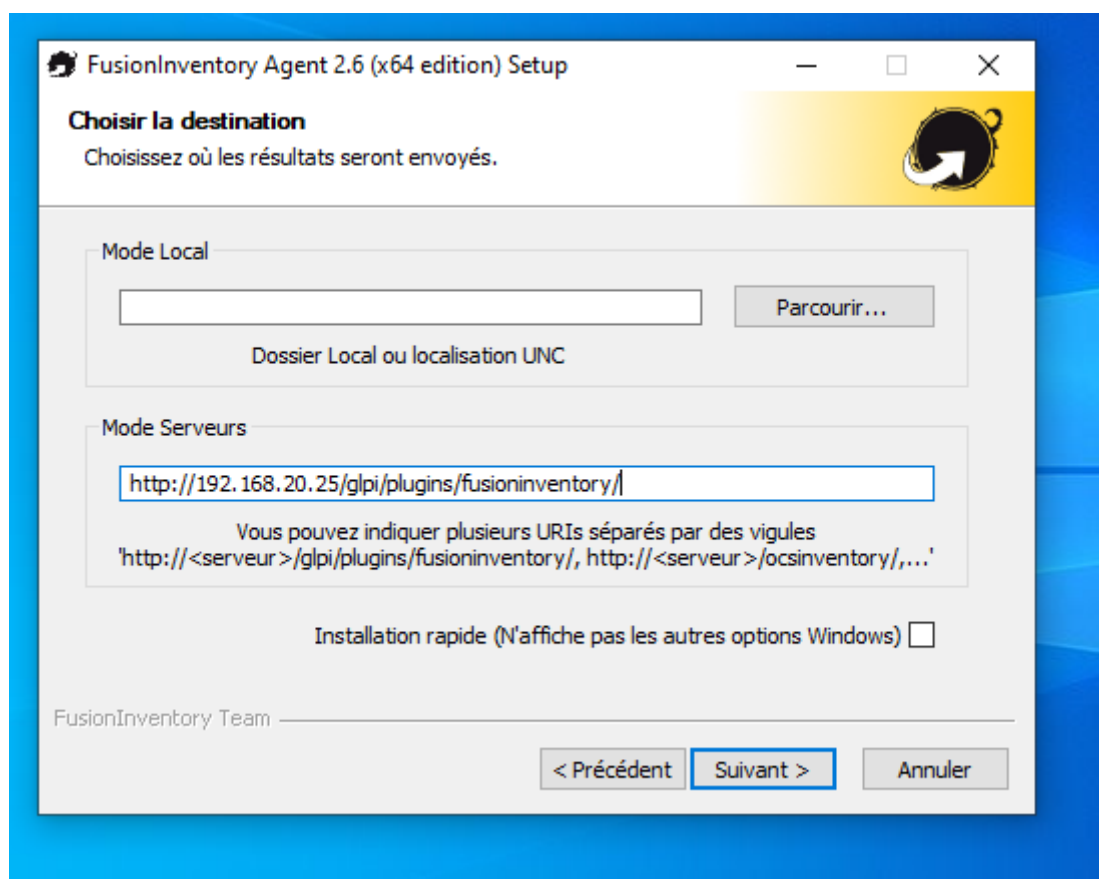 FusionInventory Agent 2.6 (x64 edition) Setup
Choisir la destination
Choisissez où les résultats seront envoyés.
Mode Local
Parcourir...
Dossier Local ou localisation UNC
Mode Serveurs
http://192.168.20.25/glpi/plugins/fusioninventory/
Vous pouvez indiquer plusieurs URIs séparés par des vigules
'http://<serveur>/glpi/plugins/fusioninventory/, http://<serveur>/ocsinventory/,...'
Installation rapide (N'affiche pas les autres options Windows)
FusionInventory Team
< Précédent Suivant > Annuler